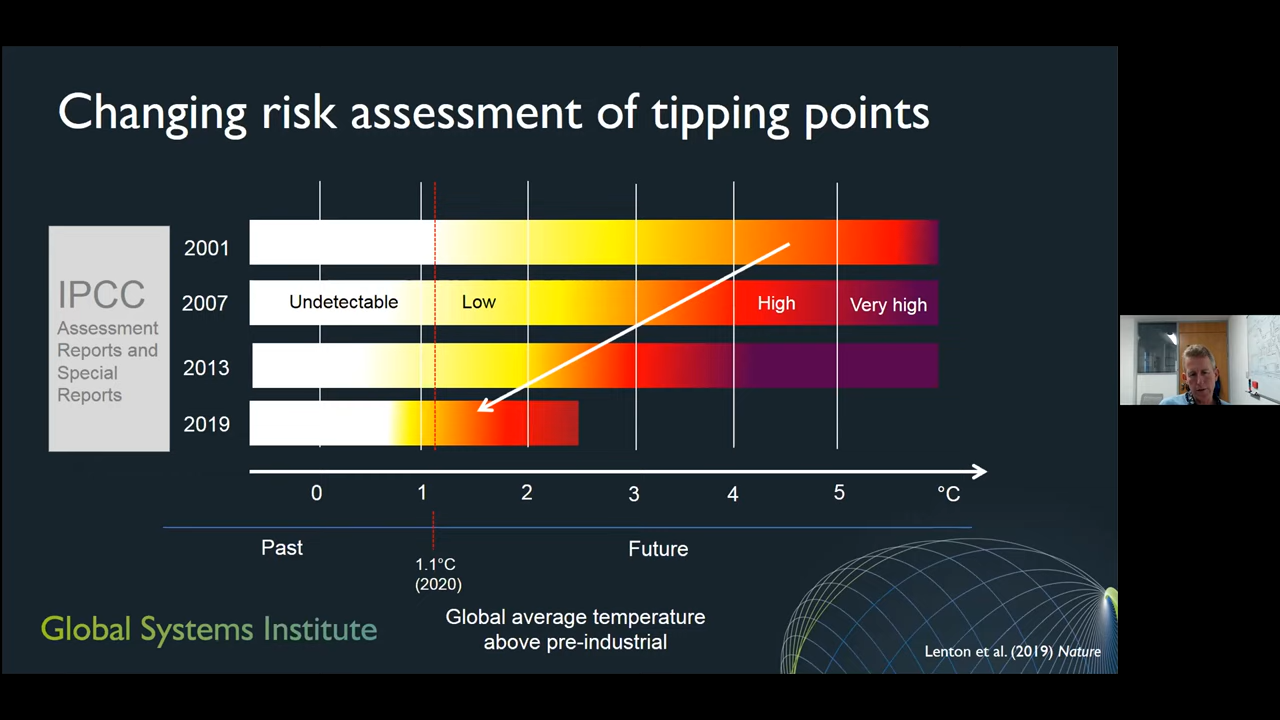 Changing risk assessment of tipping points
IPCC
Assessment
Reports and
Special
Reports
2001
2007
Undetectable
Low
High
Very high
2013
2019
0
1
2
3
4
5
°C
Past
Future
1.1°C
(2020)
Global average temperature
above pre-industrial
Global Systems Institute
Lenton et al. (2019) Nature